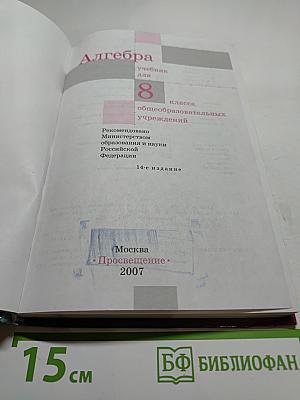 Алгебра
учебник для
8
класса
общеобразовательных
учреждений
Рекомендовано
Министерством
образования и науки
Российской
Федерации
14-е издание
Москва
• Просвещение •
2007
15 см
БФ БИБЛИОФАН